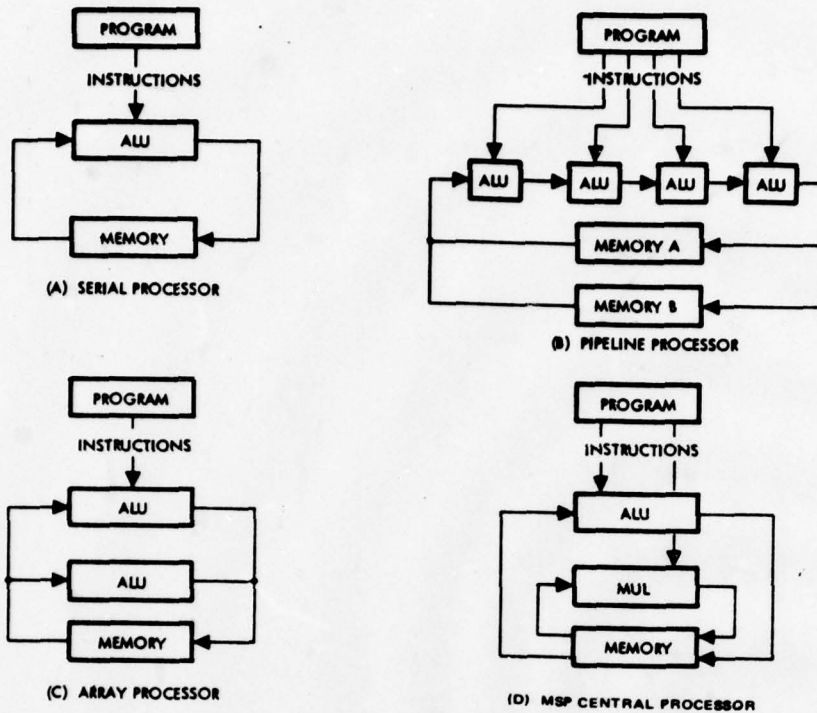 PROGRAM
INSTRUCTIONS
ALU
MEMORY
(A) SERIAL PROCESSOR
PROGRAM
INSTRUCTIONS
ALU ALU ALU ALU
MEMORY A
MEMORY B
(B) PIPELINE PROCESSOR
PROGRAM
INSTRUCTIONS
ALU
ALU
MEMORY
(C) ARRAY PROCESSOR
PROGRAM
INSTRUCTIONS
ALU
MUL
MEMORY
(D) MSP CENTRAL PROCESSOR